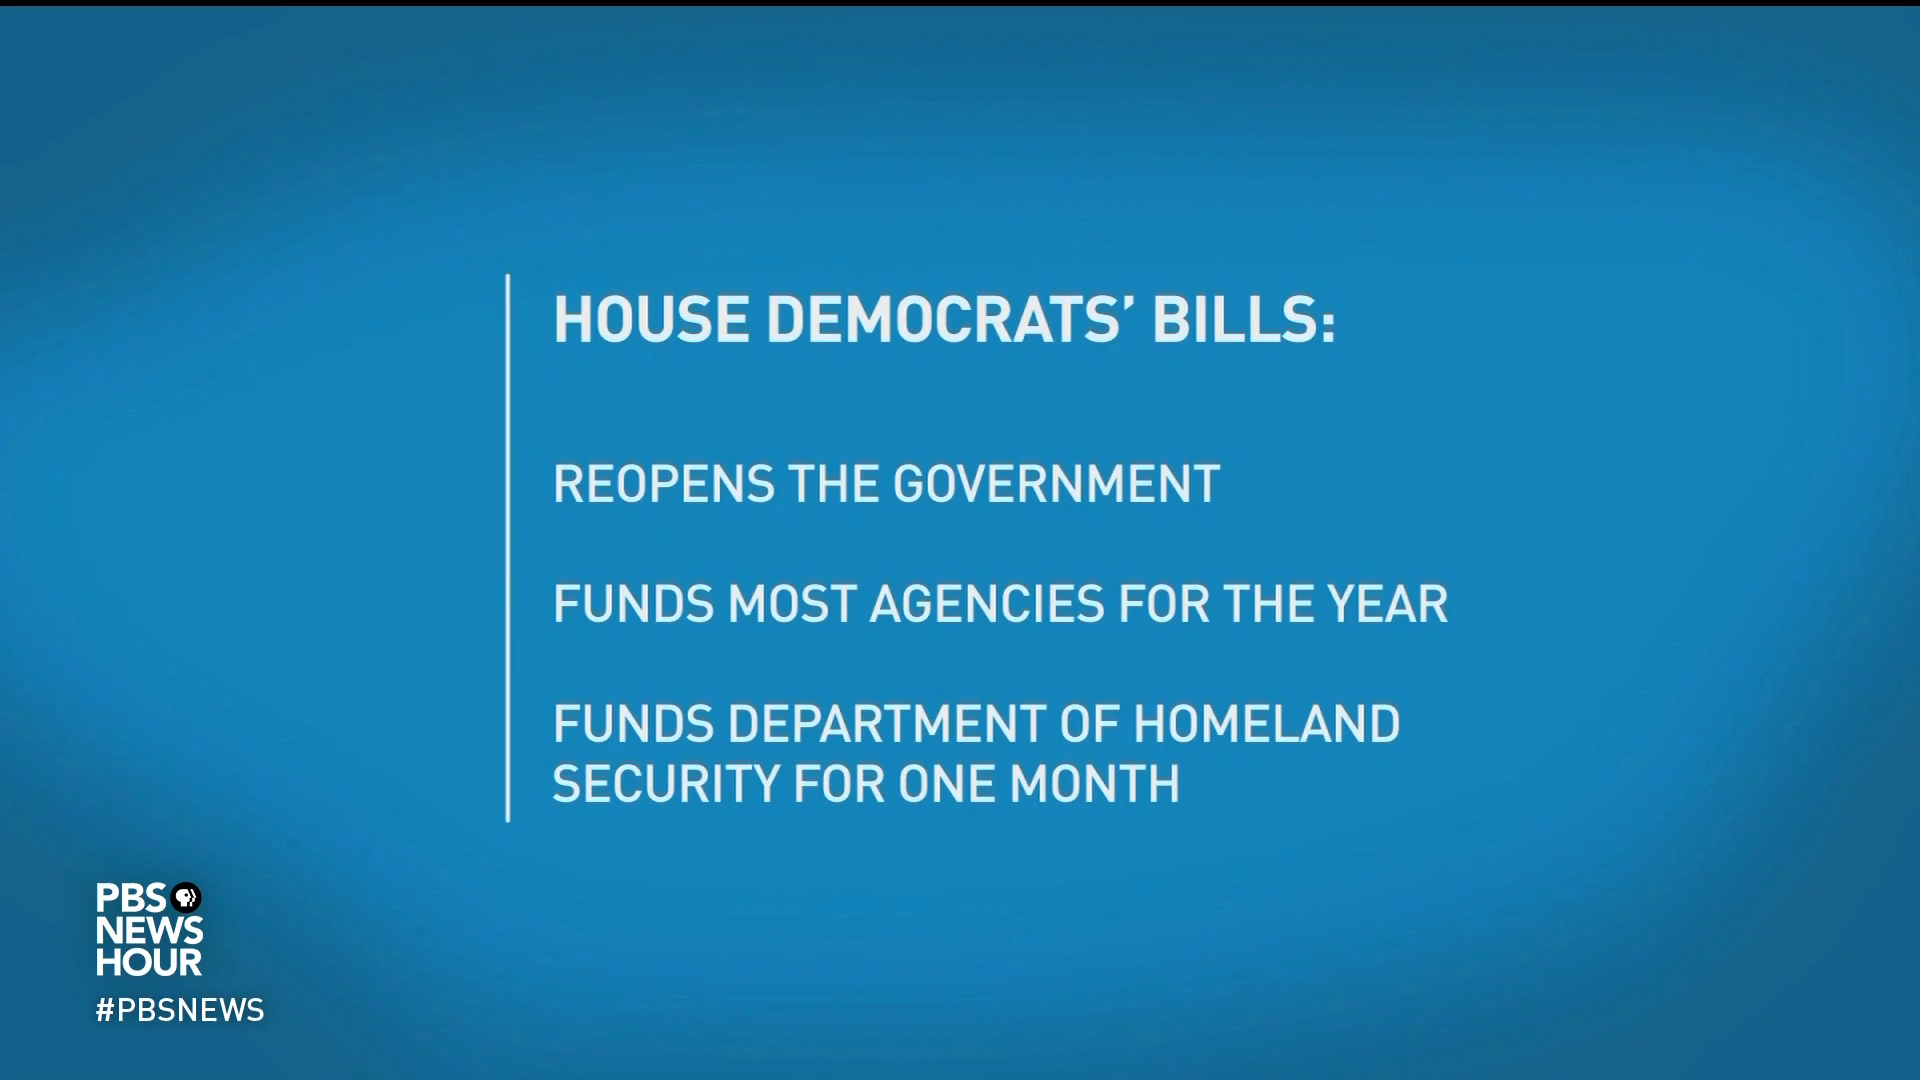 HOUSE DEMOCRATS’ BILLS:
REOPENS THE GOVERNMENT
FUNDS MOST AGENCIES FOR THE YEAR
FUNDS DEPARTMENT OF HOMELAND
SECURITY FOR ONE MONTH
PBS
NEWS
HOUR
#PBSNEWS